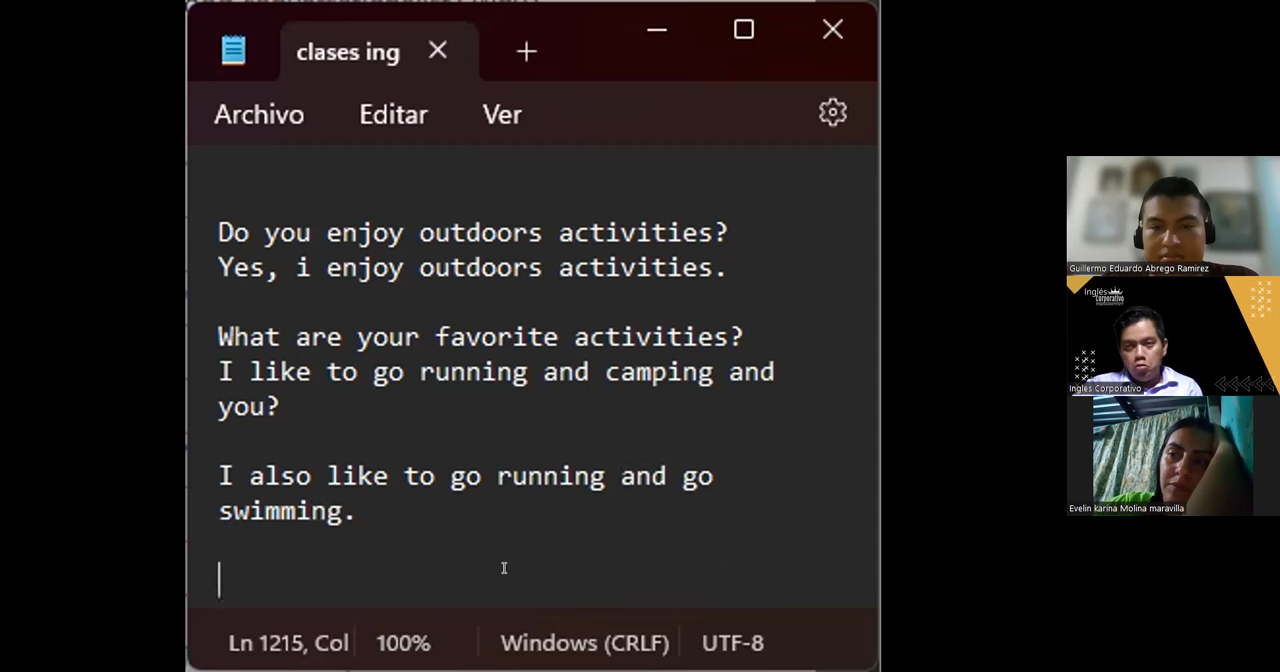 clases ing
Archivo Editar Ver
Do you enjoy outdoors activities?
Yes, i enjoy outdoors activities.
What are your favorite activities?
I like to go running and camping and
you?
I also like to go running and go
swimming.
Ln 1215, Col 100% Windows (CRLF) UTF-8
Guillermo Eduardo Abrego Ramirez
Inglés
Corporativo
Inglés Corporativo
Evelin karina Molina maravilla